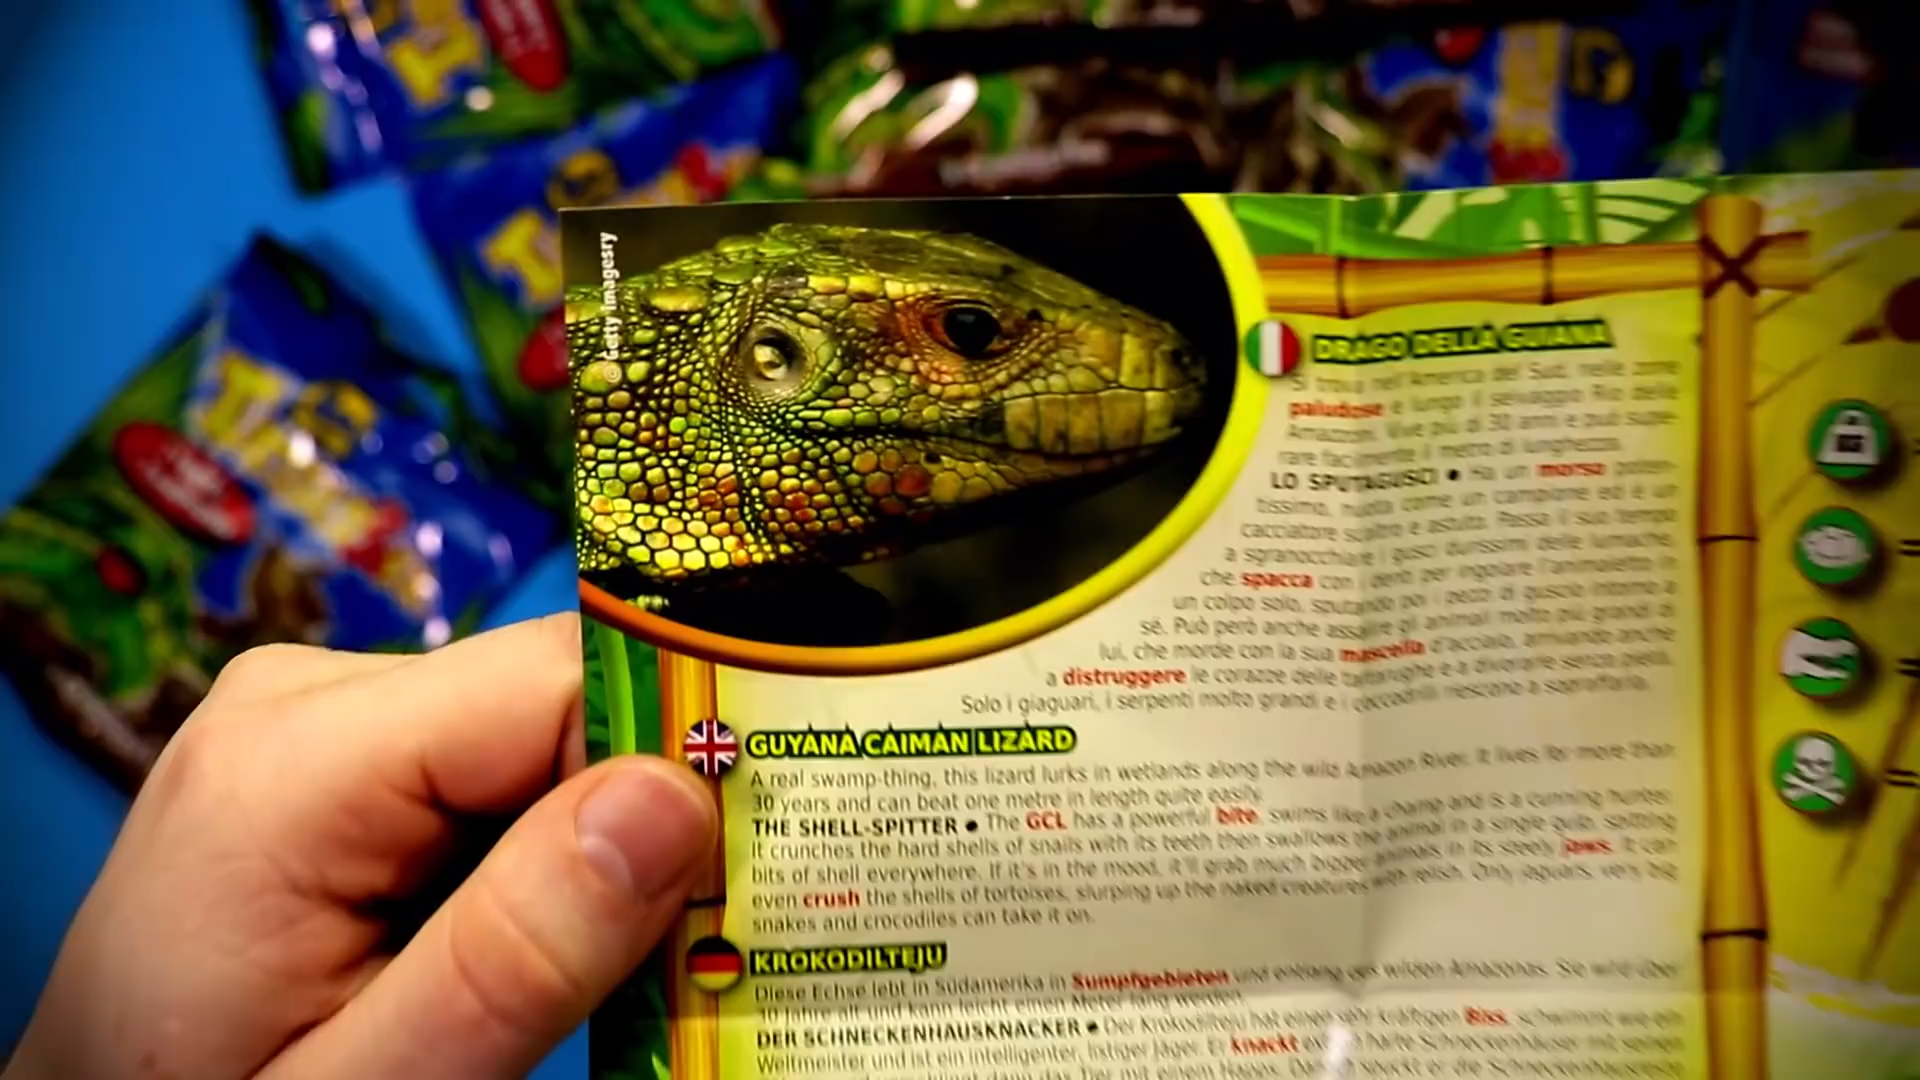 © Getty Imagesry
DRAGO DELLA GUIANA
Si trova nell'America del Sud, nelle zone
paludose e lungo il selvaggio Rio delle
Amazzoni. Vive più di 30 anni e può supe-
rare facilmente il metro di lunghezza.
LO SPUTAGUSCI ● Ha un morso poten-
tissimo, nuota come un campione ed è un
cacciatore scaltro e astuto. Passa il suo tempo
a sgranocchiare i gusci durissimi delle lumache,
che spacca con i denti per ingoiare l'animaletto in
un colpo solo, sputando poi i pezzi di guscio intorno a
sé. Può però anche assalire gli animali molto più grandi di
lui, che morde con la sua mascella d'acciaio, arrivando anche
a distruggere le corazze delle tartarughe e a divorarle senza pietà.
Solo i giaguari, i serpenti molto grandi e i coccodrilli riescono a sopraffarlo.
GUYANA CAIMAN LIZARD
A real swamp-thing, this lizard lurks in wetlands along the wild Amazon River. It lives for more than
30 years and can beat one metre in length quite easily.
THE SHELL-SPITTER ● The GCL has a powerful bite, swims like a champ and is a cunning hunter.
It crunches the hard shells of snails with its teeth then swallows the animal in a single gulp, spitting
bits of shell everywhere. If it's in the mood, it'll grab much bigger animals in its steely jaws. It can
even crush the shells of tortoises, slurping up the naked creatures with relish. Only jaguars, very big
snakes and crocodiles can take it on.
KROKODILTEJU
Diese Echse lebt in Südamerika in Sumpfgebieten und entlang des wilden Amazonas. Sie wird über
30 Jahre alt und kann leicht einen Meter lang werden.
DER SCHNECKENHAUSKNACKER ● Der Krokodilteju hat einen sehr kräftigen Biss, schwimmt wie ein
Weltmeister und ist ein intelligenter, listiger Jäger. Er knackt harte Schneckenhäuser mit seinen